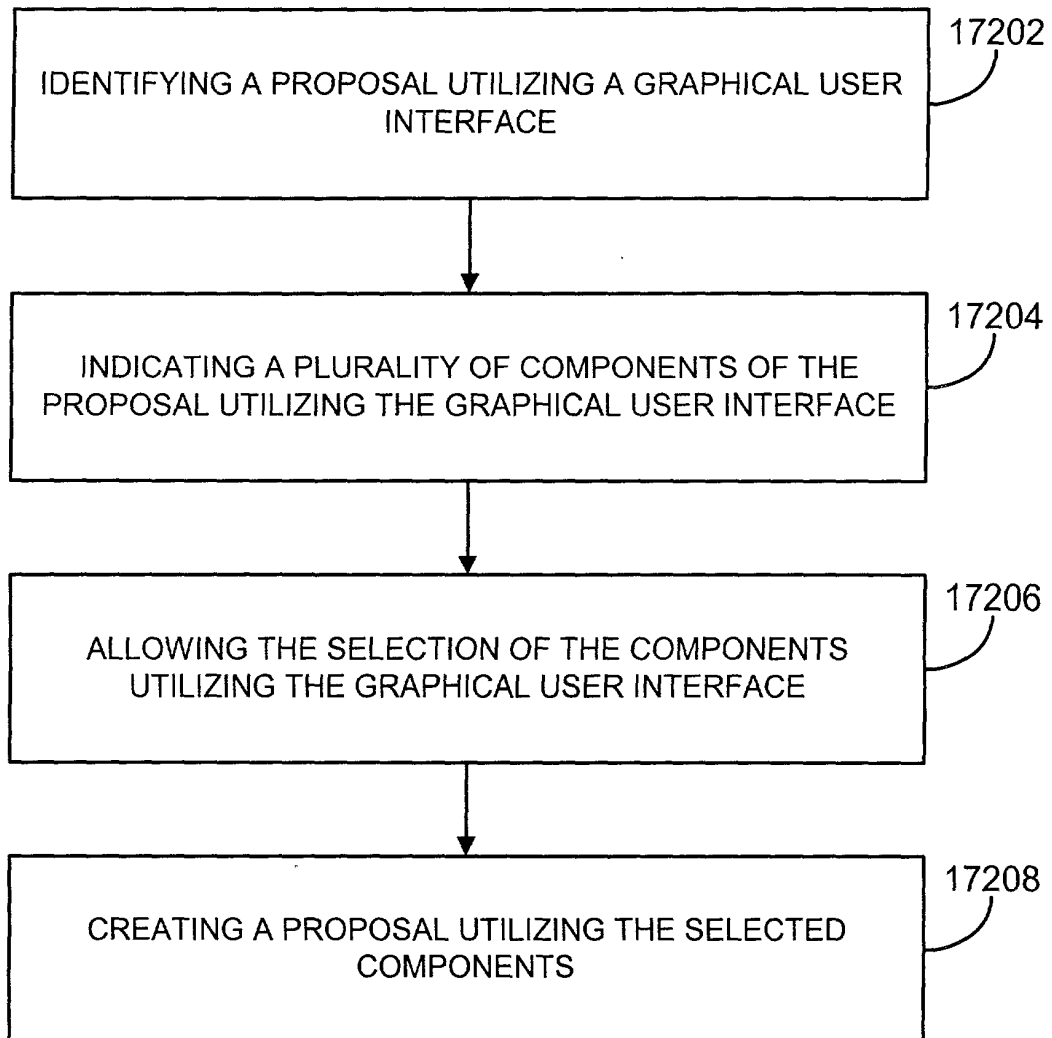 17202
IDENTIFYING A PROPOSAL UTILIZING A GRAPHICAL USER
INTERFACE
17204
INDICATING A PLURALITY OF COMPONENTS OF THE
PROPOSAL UTILIZING THE GRAPHICAL USER INTERFACE
17206
ALLOWING THE SELECTION OF THE COMPONENTS
UTILIZING THE GRAPHICAL USER INTERFACE
17208
CREATING A PROPOSAL UTILIZING THE SELECTED
COMPONENTS